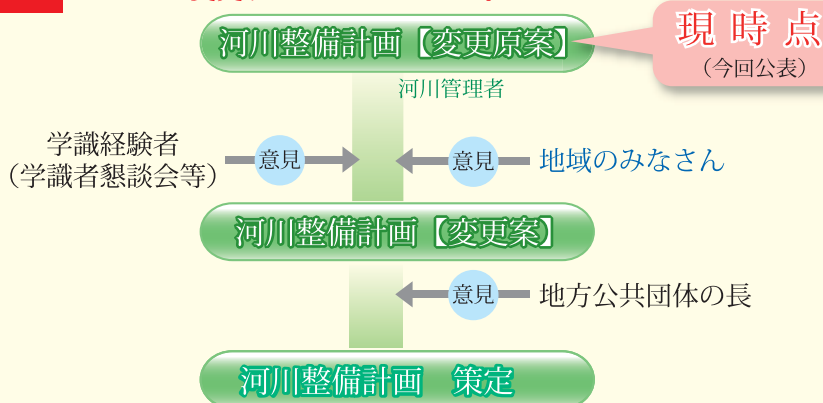 河川整備計画【変更原案】
現時点
（今回公表）
河川管理者
学識経験者
（学識者懇談会等）
意見
意見
地域のみなさん
河川整備計画【変更案】
意見
地方公共団体の長
河川整備計画　策定